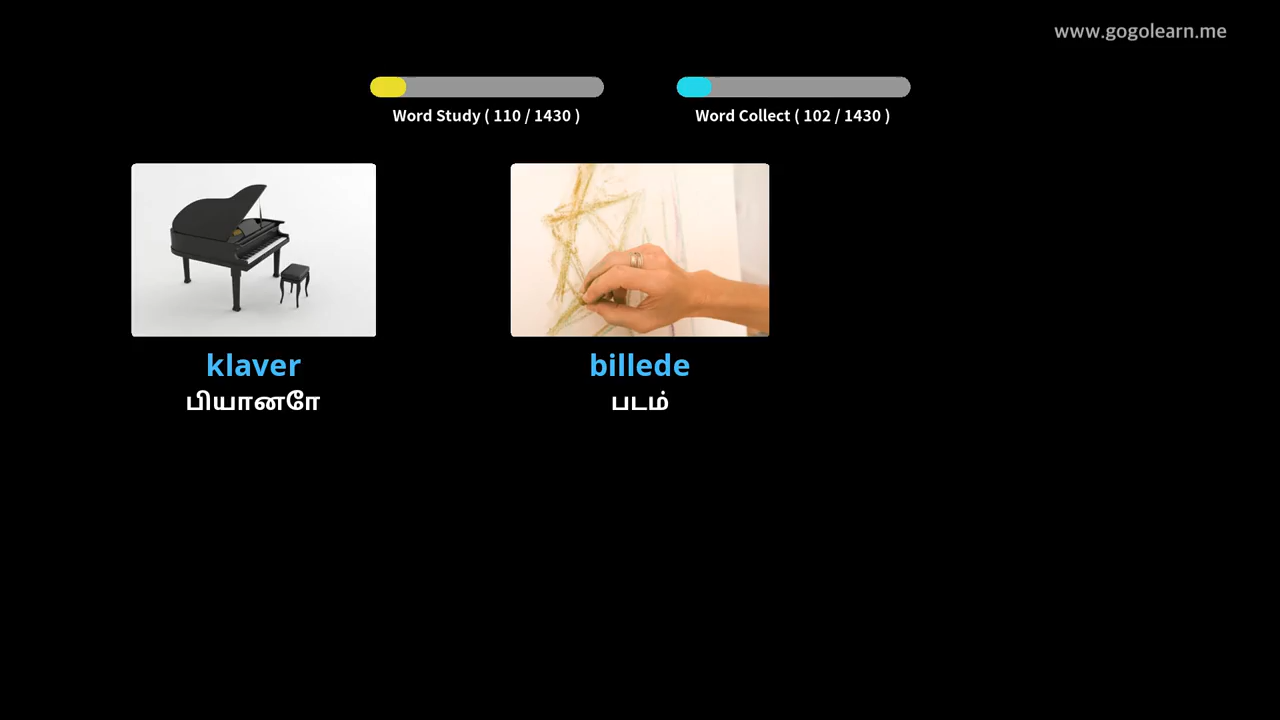 www.gogolearn.me
Word Study ( 110 / 1430 )
Word Collect ( 102 / 1430 )
klaver
பியானோ
billede
படம்